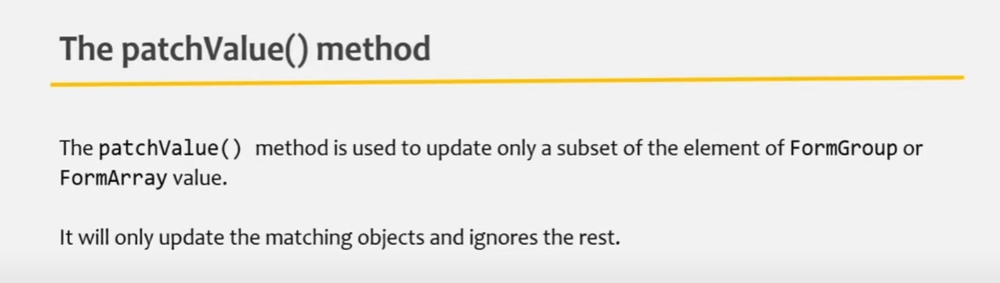 The patchValue() method
The patchValue() method is used to update only a subset of the element of FormGroup or
FormArray value.
It will only update the matching objects and ignores the rest.